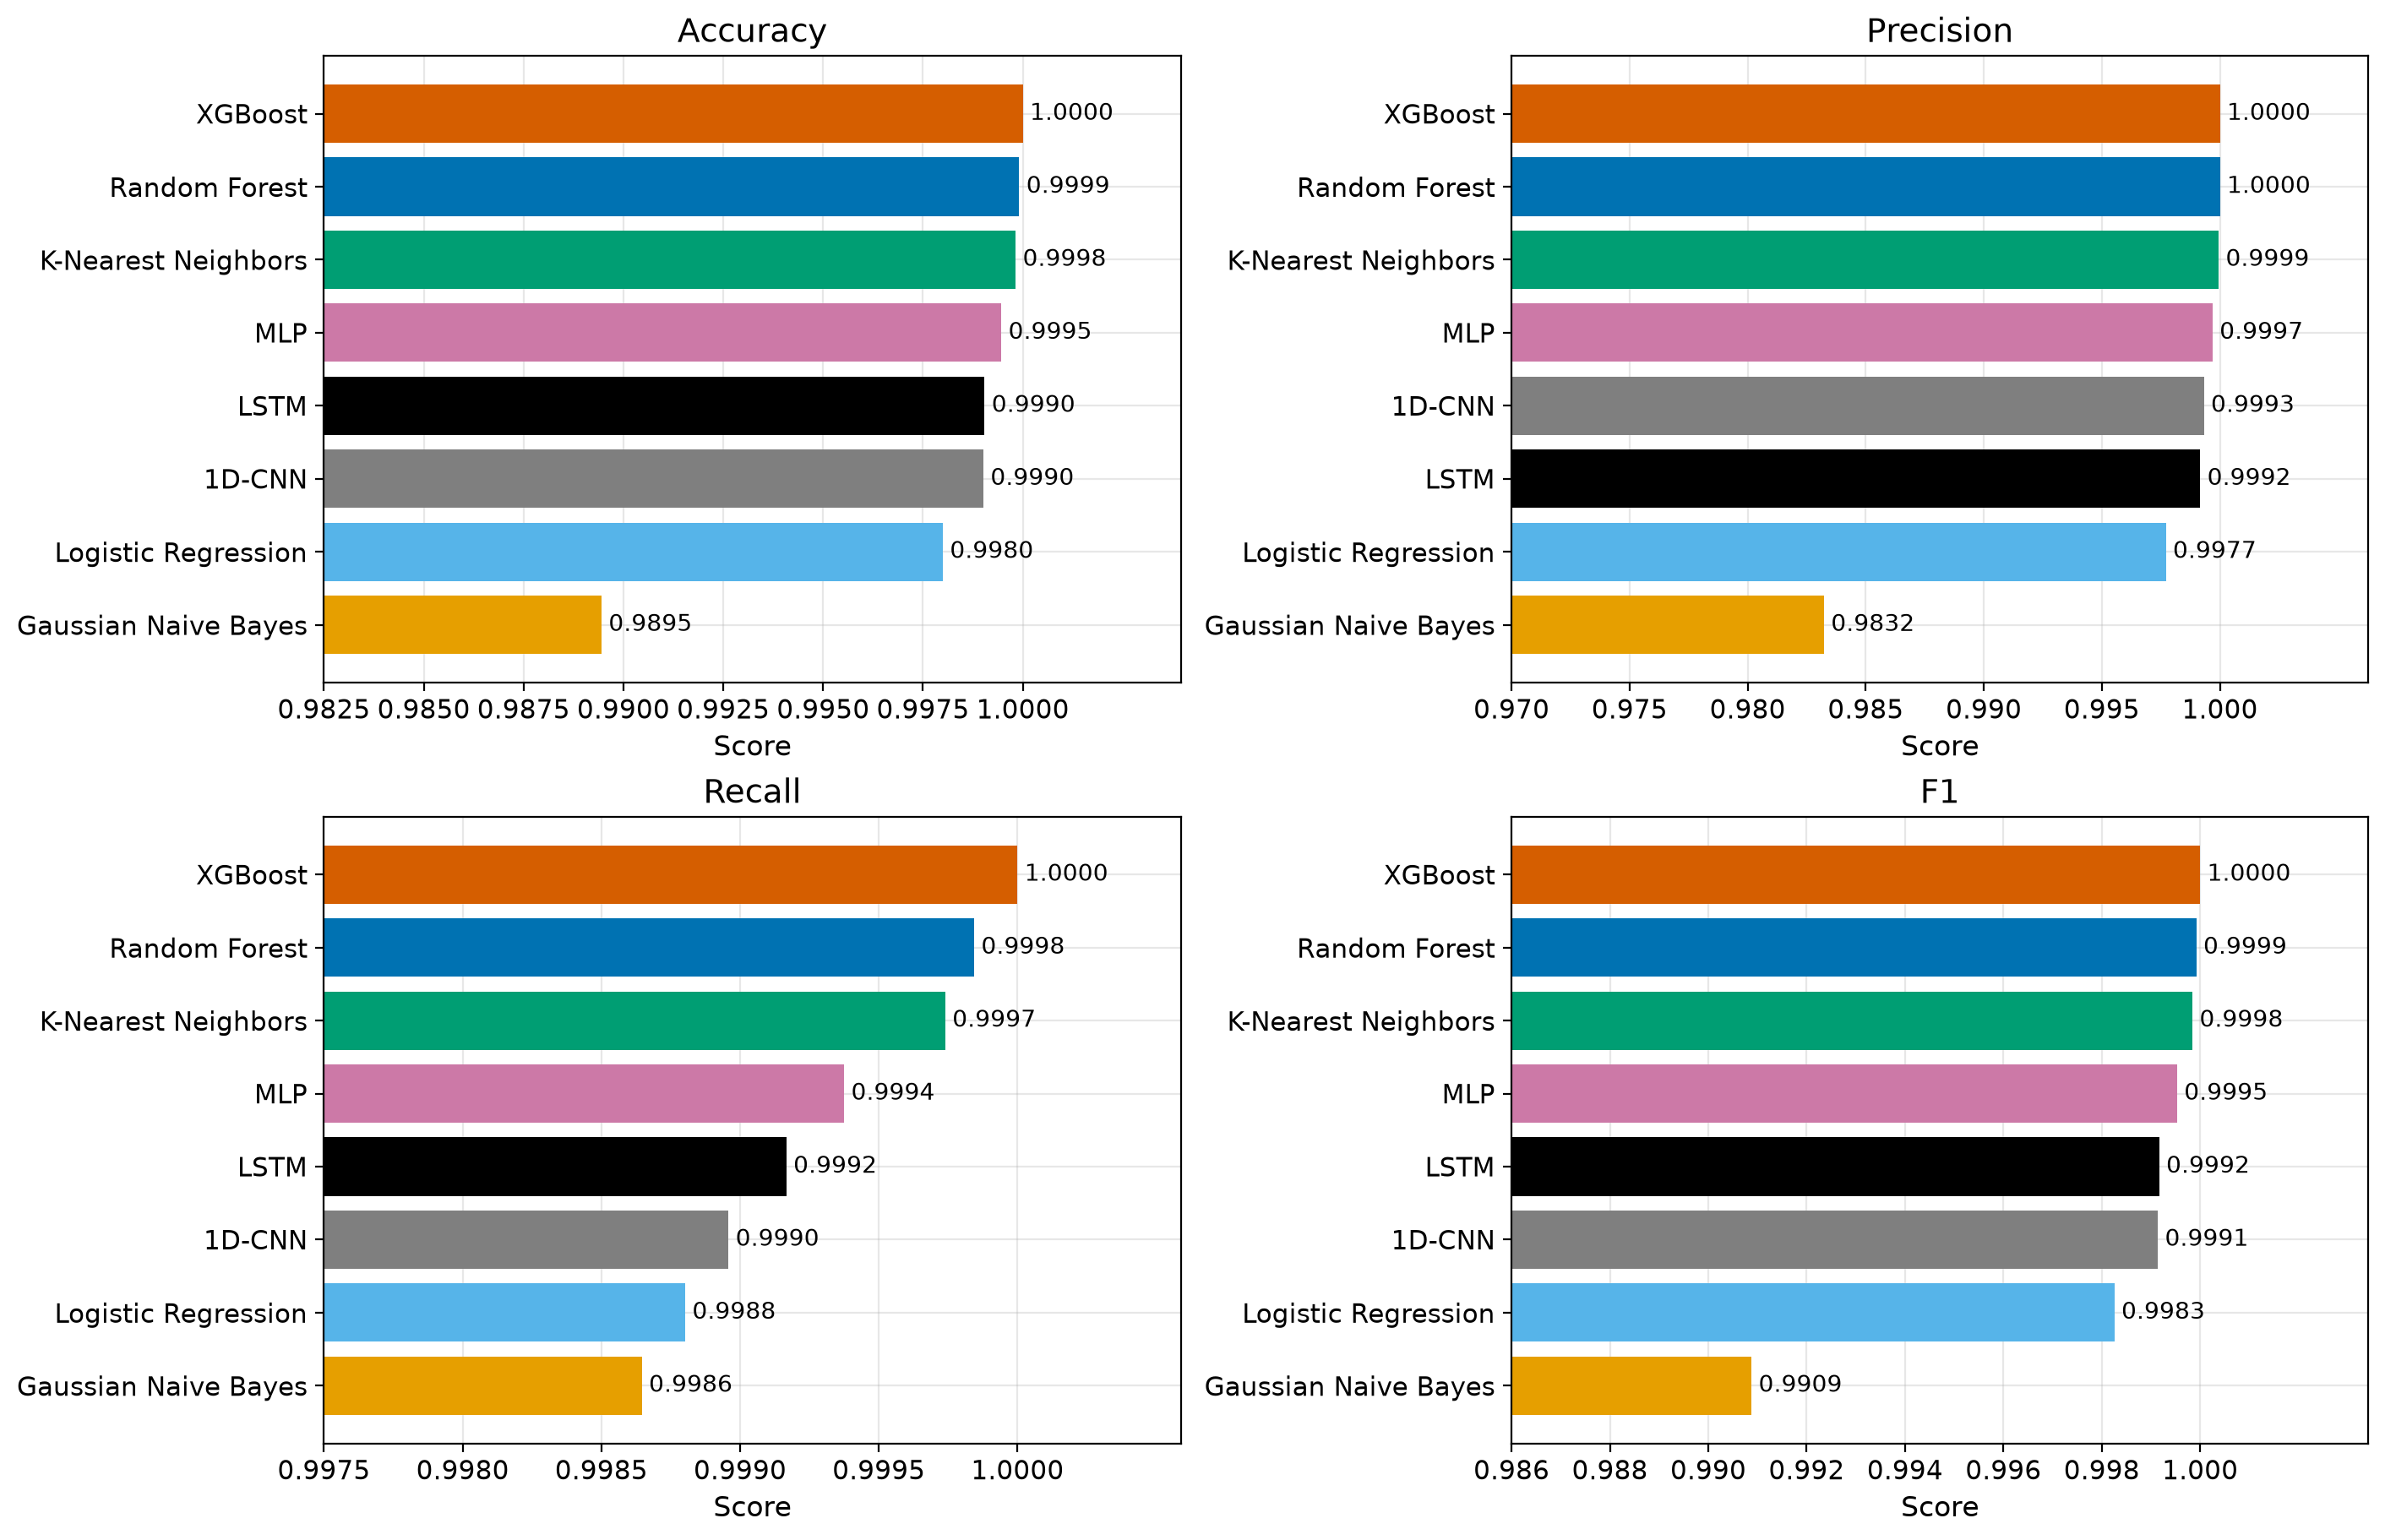 Accuracy
XGBoost 1.0000
Random Forest 0.9999
K-Nearest Neighbors 0.9998
MLP 0.9995
LSTM 0.9990
1D-CNN 0.9990
Logistic Regression 0.9980
Gaussian Naive Bayes 0.9895
0.9825 0.9850 0.9875 0.9900 0.9925 0.9950 0.9975 1.0000
Score
Precision
XGBoost 1.0000
Random Forest 1.0000
K-Nearest Neighbors 0.9999
MLP 0.9997
1D-CNN 0.9993
LSTM 0.9992
Logistic Regression 0.9977
Gaussian Naive Bayes 0.9832
0.970 0.975 0.980 0.985 0.990 0.995 1.000
Score
Recall
XGBoost 1.0000
Random Forest 0.9998
K-Nearest Neighbors 0.9997
MLP 0.9994
LSTM 0.9992
1D-CNN 0.9990
Logistic Regression 0.9988
Gaussian Naive Bayes 0.9986
0.9975 0.9980 0.9985 0.9990 0.9995 1.0000
Score
F1
XGBoost 1.0000
Random Forest 0.9999
K-Nearest Neighbors 0.9998
MLP 0.9995
LSTM 0.9992
1D-CNN 0.9991
Logistic Regression 0.9983
Gaussian Naive Bayes 0.9909
0.986 0.988 0.990 0.992 0.994 0.996 0.998 1.000
Score